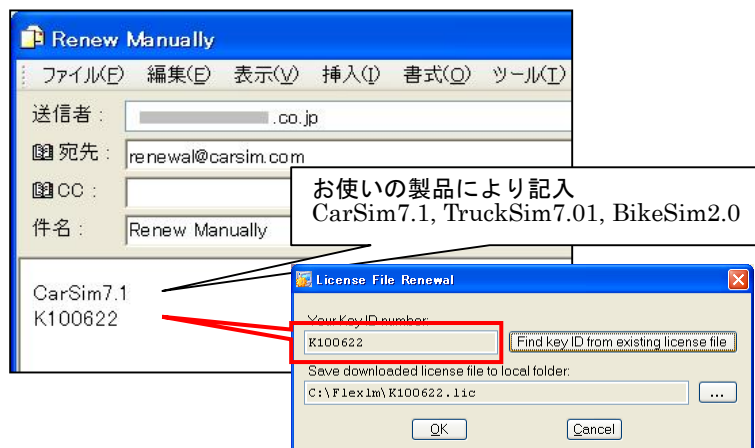 Renew Manually
ファイル(F) 編集(E) 表示(V) 挿入(I) 書式(O) ツール(T)
送信者：
.co.jp
宛先：
renewal@carsim.com
CC：
件名：
Renew Manually
お使いの製品により記入
CarSim7.1, TruckSim7.01, BikeSim2.0
CarSim7.1
K100622
License File Renewal
Your Key ID number:
K100622
Find key ID from existing license file
Save downloaded license file to local folder:
C:\Flexlm\K100622.lic
...
OK
Cancel